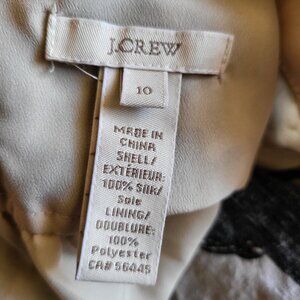 J.CREW
10
MADE IN
CHINA
SHELL/
EXTÉRIEUR:
100% SILK/
Soie
LINING/
DOUBLURE:
100%
Polyester
CA# 56445